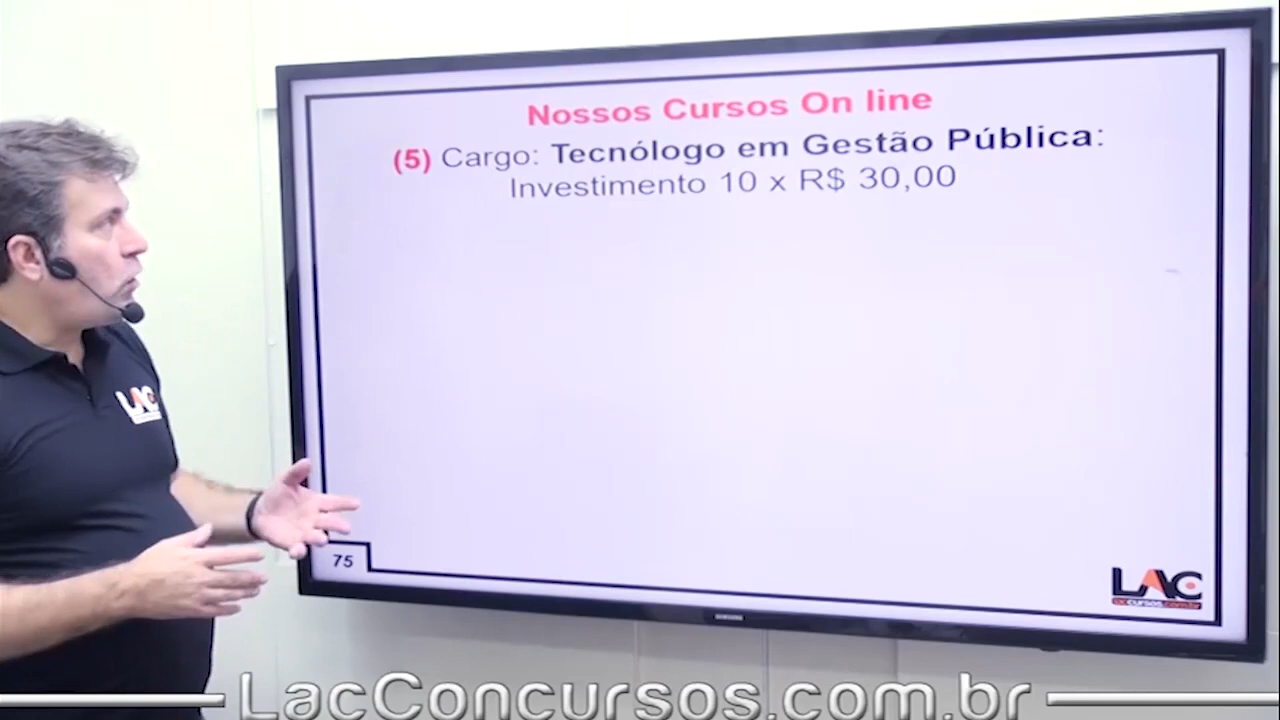 Nossos Cursos On line
(5) Cargo: Tecnólogo em Gestão Pública:
Investimento 10 x R$ 30,00
LAC
75
LAC
LacConcursos.com.br